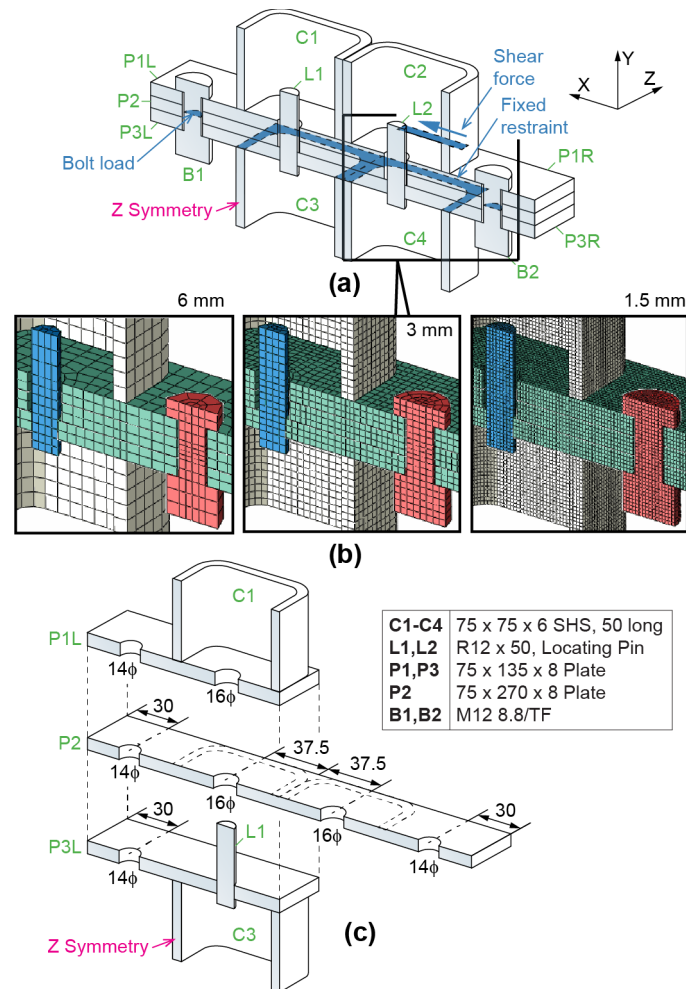 C1
C2
P1L
L1
Shear
force
P2
L2
Fixed
restraint
P3L
X
Y
Z
Bolt load
B1
P1R
Z Symmetry
C3
C4
P3R
B2
(a)
6 mm
3 mm
1.5 mm
(b)
C1
P1L
14ϕ
16ϕ
C1-C4 75 x 75 x 6 SHS, 50 long
L1,L2 R12 x 50, Locating Pin
P1,P3 75 x 135 x 8 Plate
P2 75 x 270 x 8 Plate
B1,B2 M12 8.8/TF
30
P2
37.5
37.5
14ϕ
16ϕ
30
30
16ϕ
P3L
L1
14ϕ
14ϕ
Z Symmetry
C3
(c)